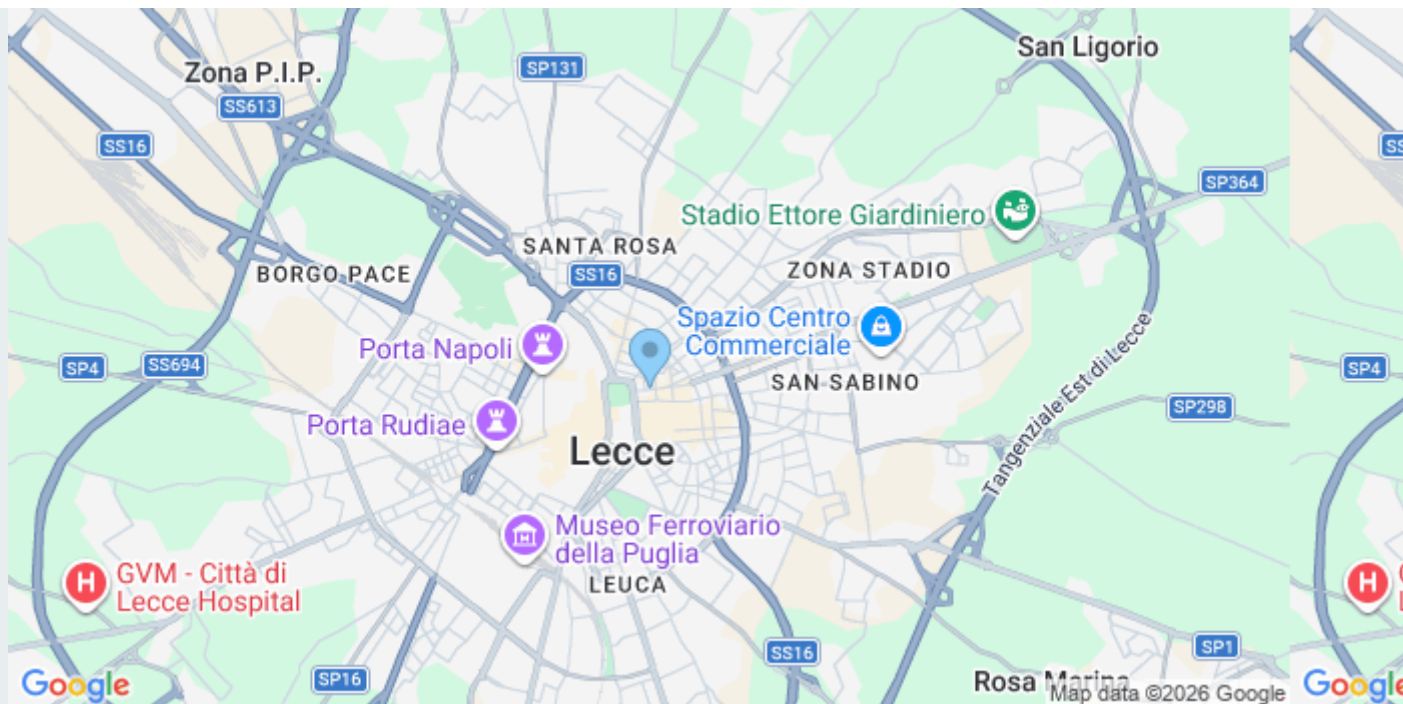 San Ligorio
Zona P.I.P.
SP131
SS613
SS16
SP364
Stadio Ettore Giardiniero
SANTA ROSA
BORGO PACE
SS16
ZONA STADIO
Spazio Centro
Commerciale
Porta Napoli
SS694
SP4
SP4
SAN SABINO
Tangenziale Est di Lecce
SP298
Porta Rudiae
Lecce
Museo Ferroviario
della Puglia
LEUCA
GVM - Città di
Lecce Hospital
SP1
SS16
SP16
Google
Rosa Marina
Map data ©2026 Google
Google